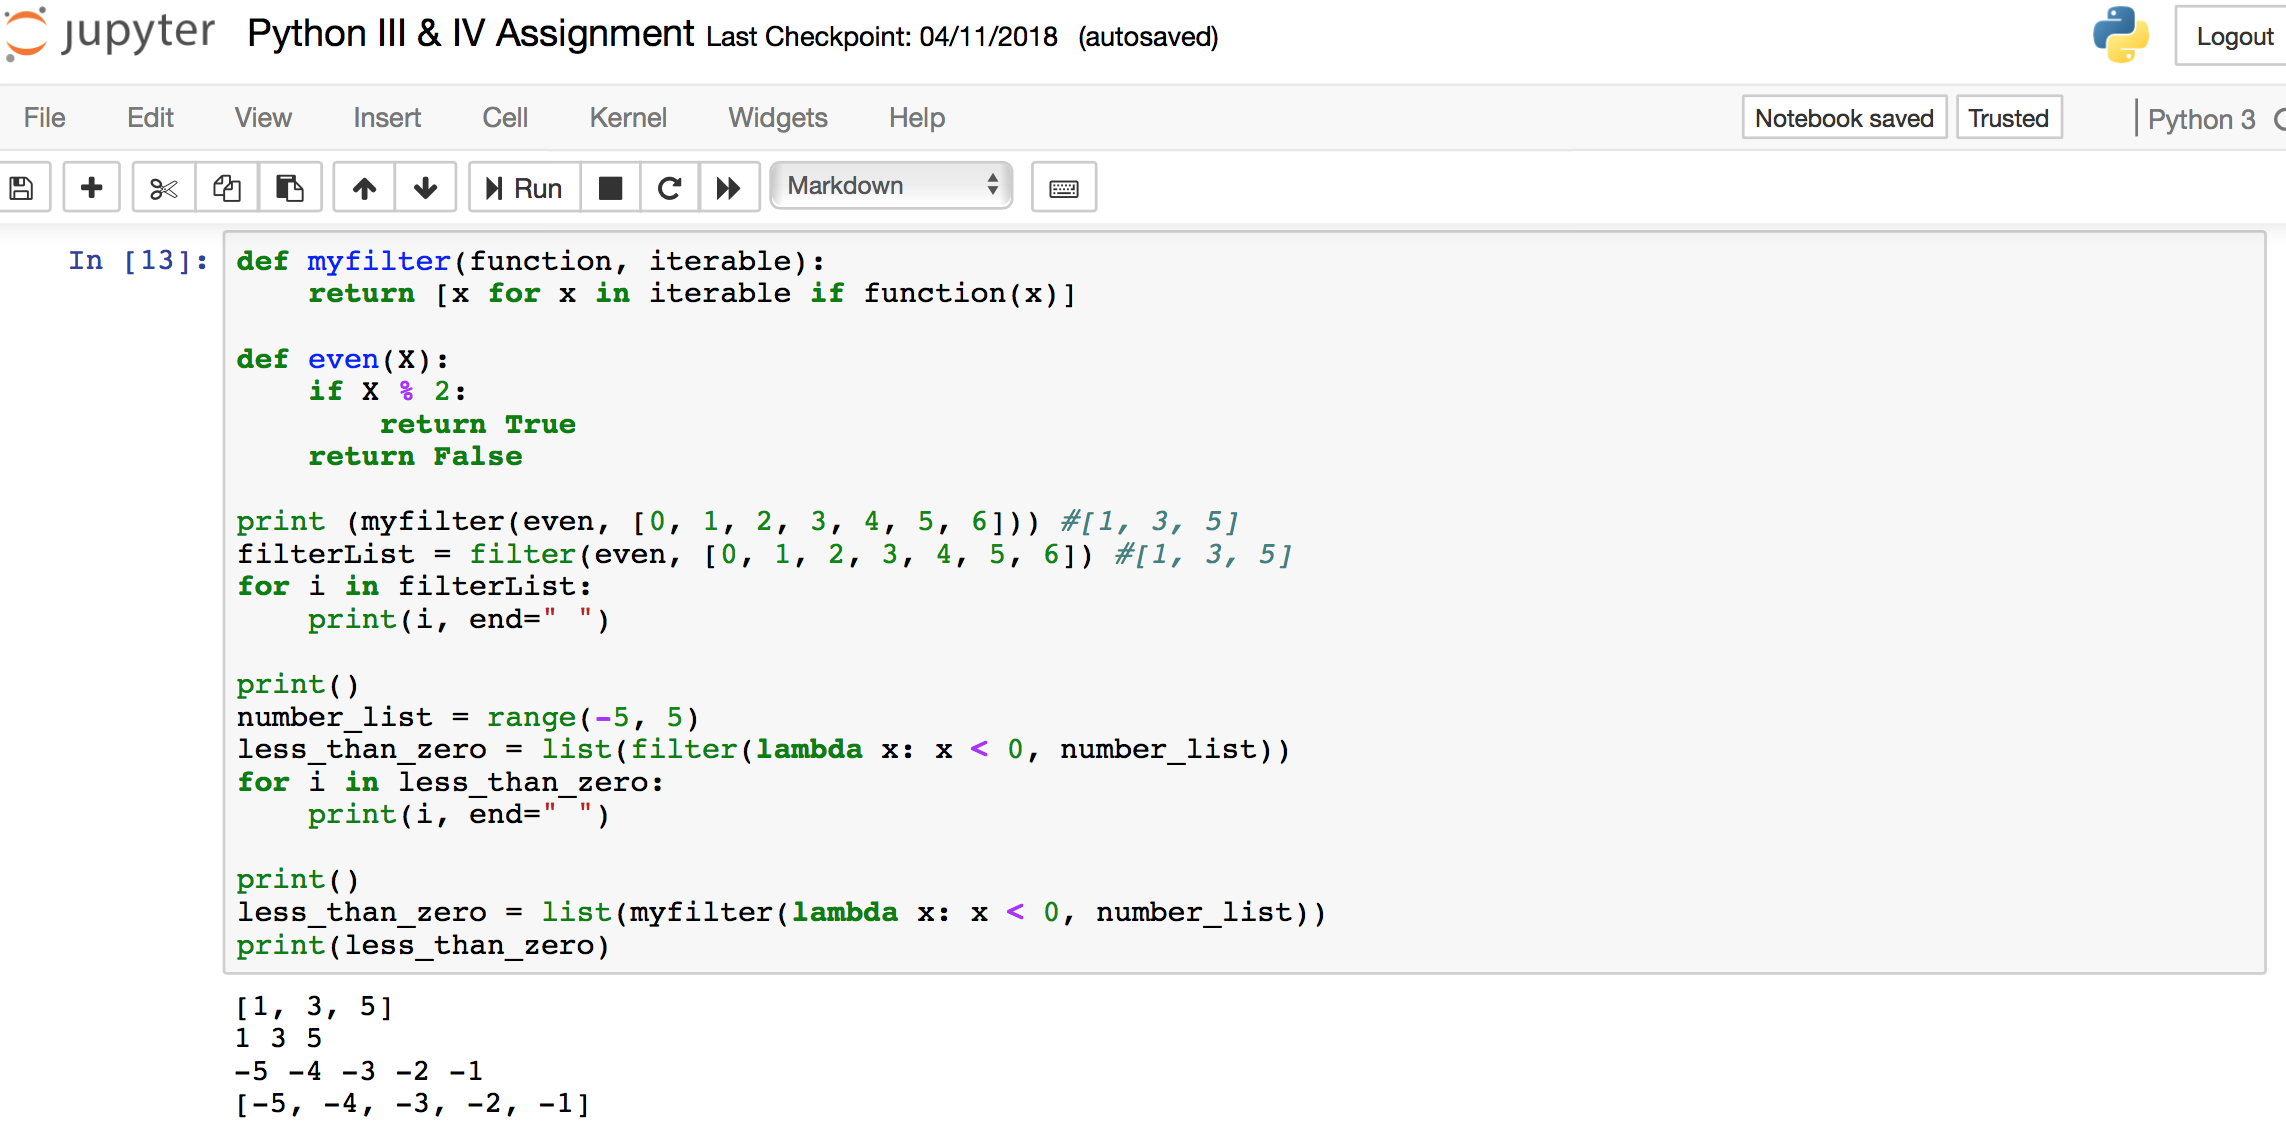 jupyter Python III & IV Assignment Last Checkpoint: 04/11/2018 (autosaved) Logout
File Edit View Insert Cell Kernel Widgets Help Notebook saved Trusted Python 3
Run Markdown
In [13]: def myfilter(function, iterable):
    return [x for x in iterable if function(x)]
def even(X):
    if X % 2:
        return True
    return False
print (myfilter(even, [0, 1, 2, 3, 4, 5, 6])) #[1, 3, 5]
filterList = filter(even, [0, 1, 2, 3, 4, 5, 6]) #[1, 3, 5]
for i in filterList:
    print(i, end=" ")
print()
number_list = range(-5, 5)
less_than_zero = list(filter(lambda x: x < 0, number_list))
for i in less_than_zero:
    print(i, end=" ")
print()
less_than_zero = list(myfilter(lambda x: x < 0, number_list))
print(less_than_zero)
[1, 3, 5]
1 3 5
-5 -4 -3 -2 -1
[-5, -4, -3, -2, -1]